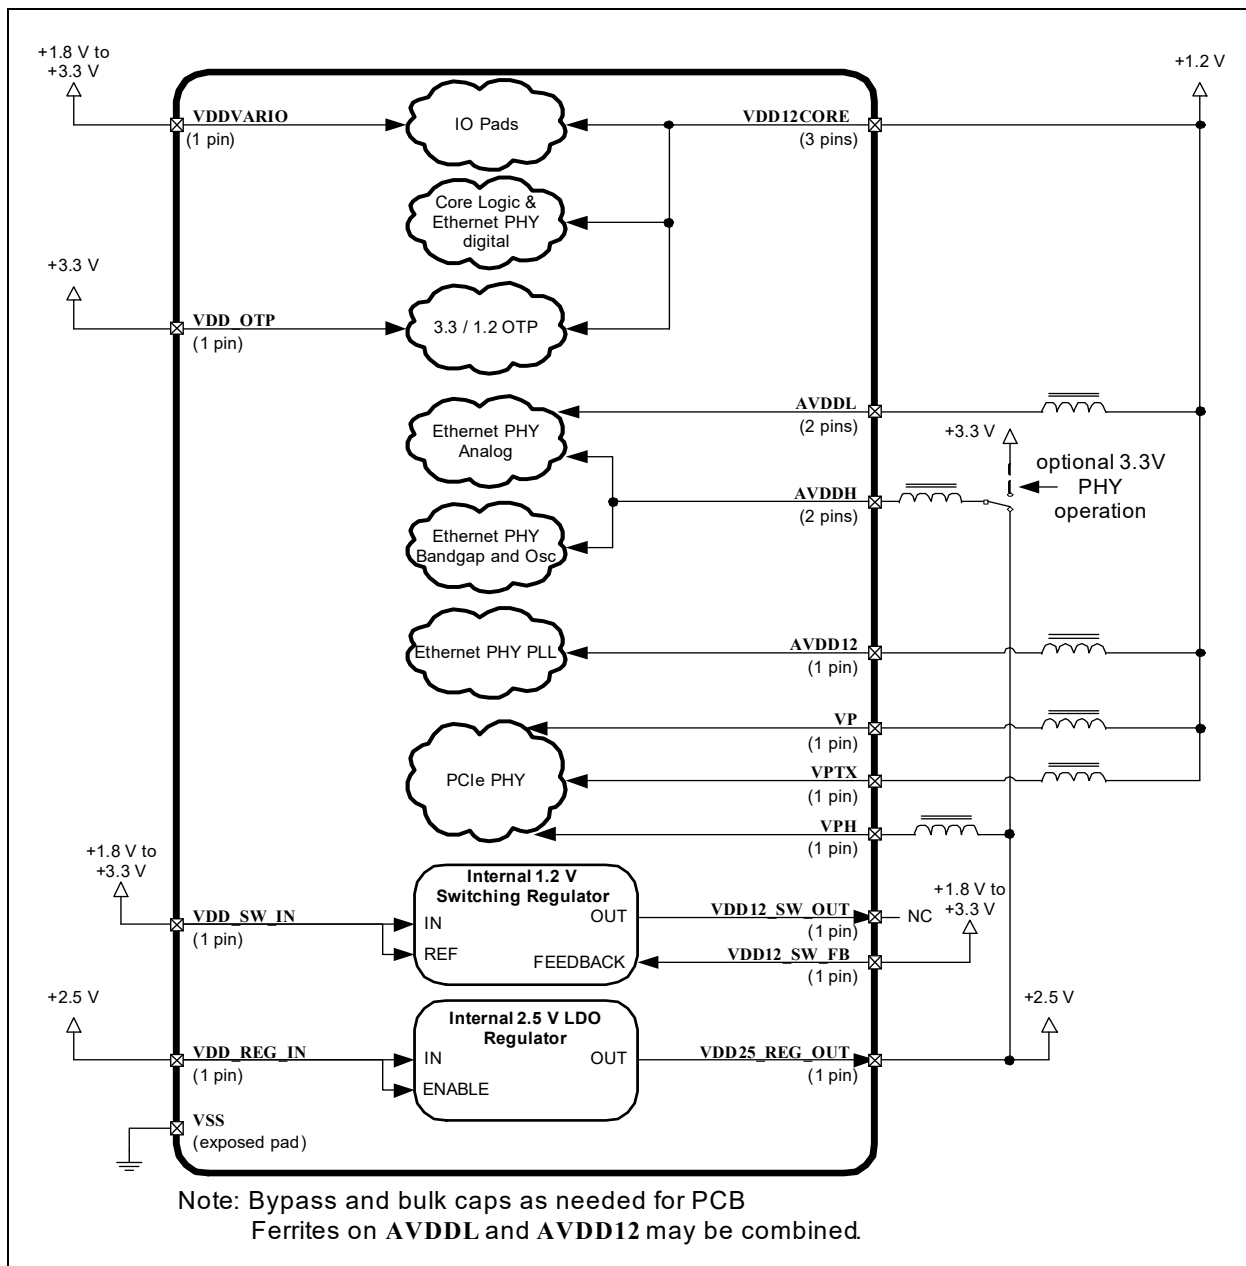 +1.8 V to
+3.3 V
+1.2 V
VDDVARIO
(1 pin)
IO Pads
VDD12CORE
(3 pins)
Core Logic &
Ethernet PHY
digital
+3.3 V
VDD_OTP
(1 pin)
3.3 / 1.2 OTP
AVDDL
(2 pins)
Ethernet PHY
Analog
+3.3 V
optional 3.3V
PHY
operation
AVDDH
(2 pins)
Ethernet PHY
Bandgap and Osc
Ethernet PHY PLL
AVDD12
(1 pin)
VP
(1 pin)
PCIe PHY
VPTX
(1 pin)
VPH
(1 pin)
+1.8 V to
+3.3 V
Internal 1.2 V
Switching Regulator
VDD_SW_IN
(1 pin)
IN
REF
OUT
FEEDBACK
VDD12_SW_OUT
(1 pin)
NC
+1.8 V to
+3.3 V
VDD12_SW_FB
(1 pin)
+2.5 V
Internal 2.5 V LDO
Regulator
VDD_REG_IN
(1 pin)
IN
ENABLE
OUT
VDD25_REG_OUT
(1 pin)
+2.5 V
VSS
(exposed pad)
Note: Bypass and bulk caps as needed for PCB
Ferrites on AVDDL and AVDD12 may be combined.